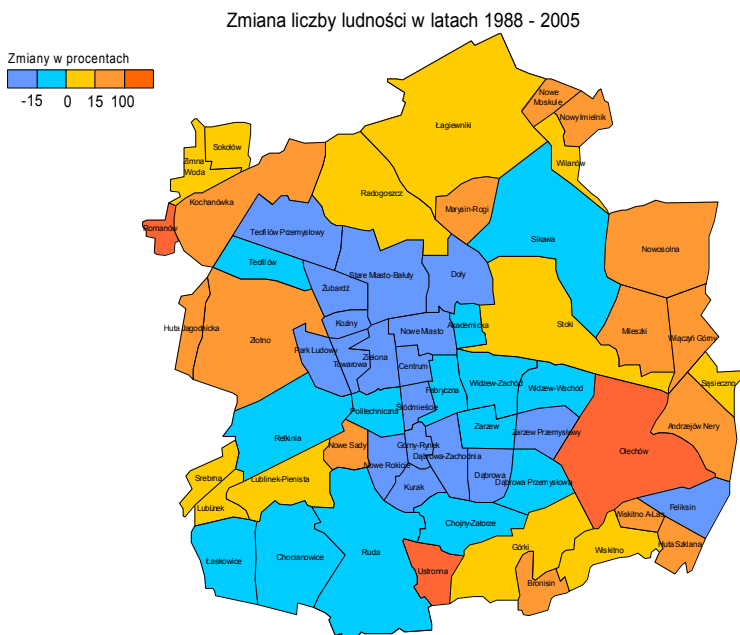 Zmiana liczby ludności w latach 1988 - 2005
Zmiany w procentach
-15 0 15 100
Nowe
Moskule
Nowy Imielnik
Łagiewniki
Sokołów
Zimna
Woda
Wilanów
Radogoszcz
Kochanówka
Marysin-Rogi
Romanów
Teofilów Przemysłowy
Sikawa
Nowosolna
Teofilów
Stare Miasto-Bałuty
Doły
Żubardź
Huta Jagodnicka
Koziny
Nowe Miasto
Akademicka
Stoki
Mileski
Wiączyń Górny
Złotno
Park Ludowy
Zielona
Towarowa
Centrum
Sąsieczno
Fabryczna
Widzew-Zachód
Widzew-Wschód
Śródmieście
Politechniczna
Zarzew
Andrzejów Nery
Retkinia
Nowe Sady
Górny-Rynek
Zarzew Przemysłowy
Olechów
Dąbrowa-Zachodnia
Nowe Rokicie
Srebrna
Lublinek-Pienista
Dąbrowa
Kurak
Dąbrowa Przemysłowa
Feliksin
Lublinek
Wiskitno A-Las
Chojny-Zatorze
Huta Szklana
Łaskowice
Chocianowice
Ruda
Górki
Wiskitno
Ustronna
Bronisin